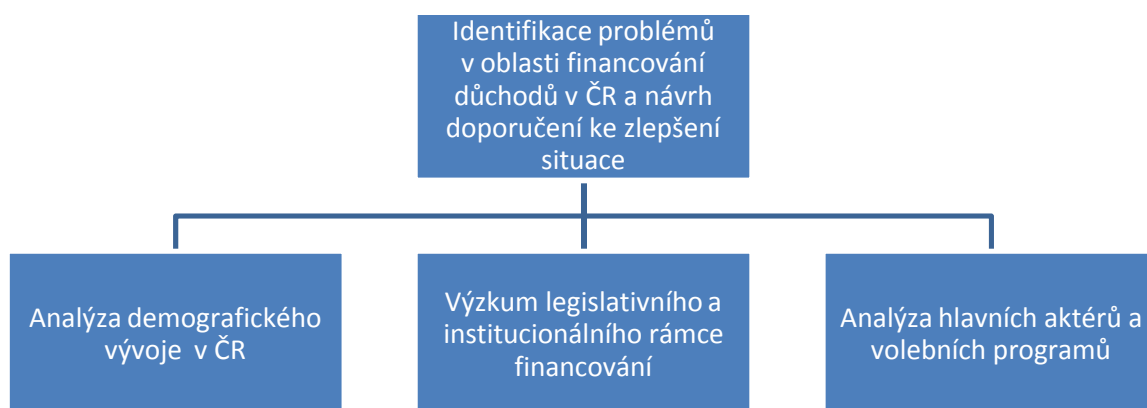 Identifikace problémů
v oblasti financování
důchodů v ČR a návrh
doporučení ke zlepšení
situace
Analýza demografického
vývoje v ČR
Výzkum legislativního a
institucionálního rámce
financování
Analýza hlavních aktérů a
volebních programů